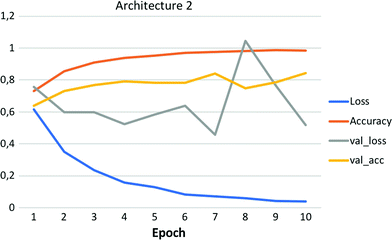 Architecture 2
1,2
1
0,8
0,6
0,4
0,2
0
1 2 3 4 5 6 7 8 9 10
Epoch
Loss
Accuracy
val_loss
val_acc